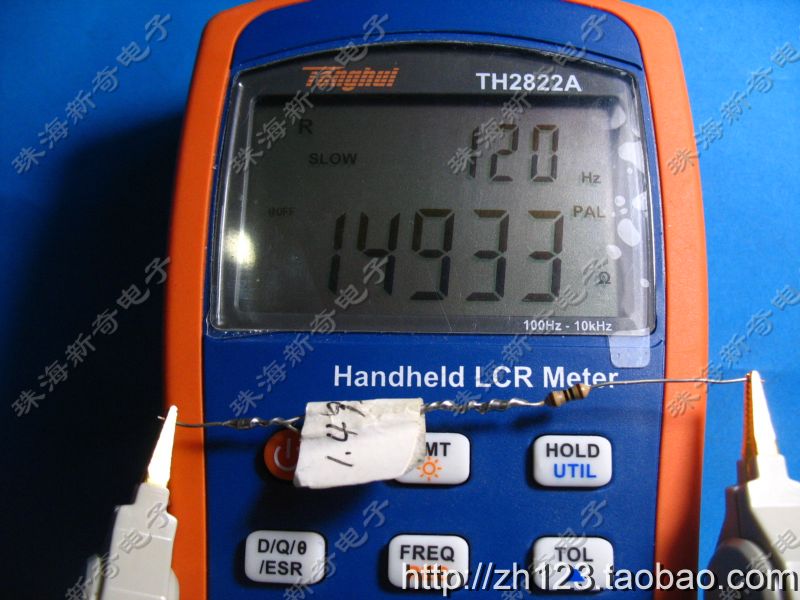 Tonghui
TH2822A
R
120
SLOW
Hz
PAL
14933
Ω
100Hz - 10kHz
Handheld LCR Meter
1.49
MT
HOLD
UTIL
D/Q/θ
/ESR
FREQ
TOL
http://zh123.taobao.com
珠海新奇电子